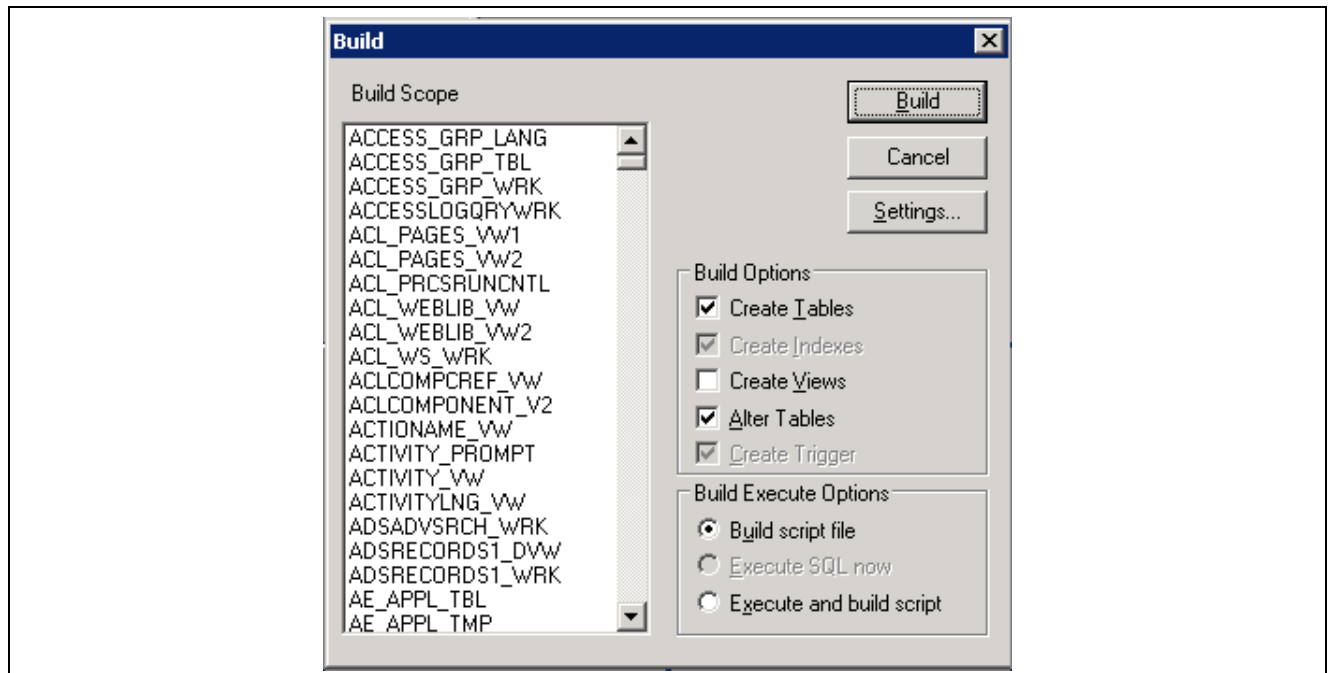 Build
Build Scope
ACCESS_GRP_LANG
ACCESS_GRP_TBL
ACCESS_GRP_WRK
ACCESSLOGQRYWRK
ACL_PAGES_VW1
ACL_PAGES_VW2
ACL_PRCSRUNCNTL
ACL_WEBLIB_VW
ACL_WEBLIB_VW2
ACL_WS_WRK
ACLCOMPCREF_VW
ACLCOMPONENT_V2
ACTIONAME_VW
ACTIVITY_PROMPT
ACTIVITY_VW
ACTIVITYLNG_VW
ADSADVSRCH_WRK
ADSRECORDS1_DVW
ADSRECORDS1_WRK
AE_APPL_TBL
AE_APPL_TMP
Build
Cancel
Settings...
Build Options
Create Tables
Create Indexes
Create Views
Alter Tables
Create Trigger
Build Execute Options
Build script file
Execute SQL now
Execute and build script